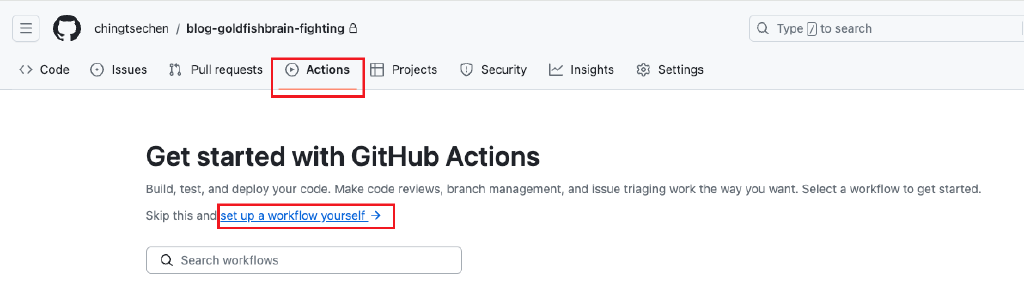 chingtsechen / blog-goldfishbrain-fighting
Type / to search
Code Issues Pull requests Actions Projects Security Insights Settings
Get started with GitHub Actions
Build, test, and deploy your code. Make code reviews, branch management, and issue triaging work the way you want. Select a workflow to get started.
Skip this and set up a workflow yourself →
Search workflows